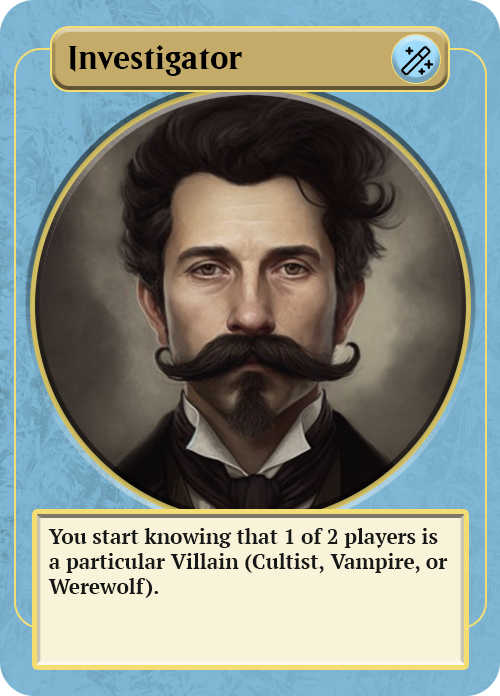 Investigator
You start knowing that 1 of 2 players is
a particular Villain (Cultist, Vampire, or
Werewolf).